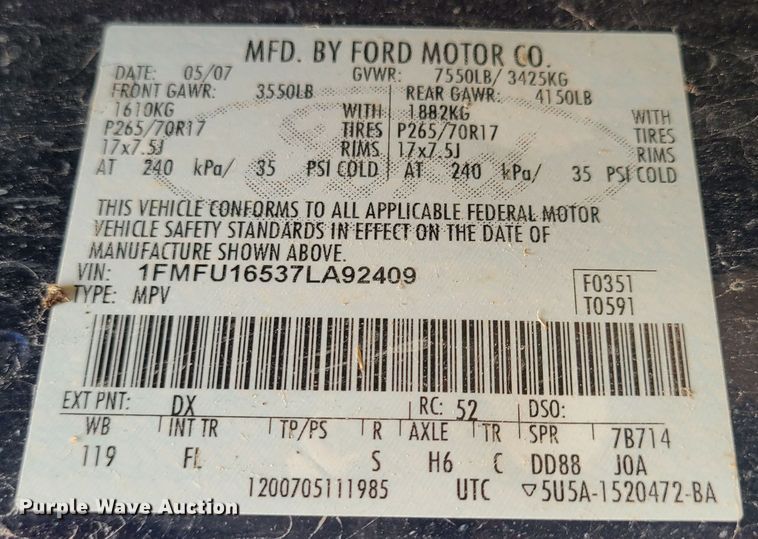 MFD. BY FORD MOTOR CO.
DATE: 05/07 GVWR: 7550LB/ 3425KG
FRONT GAWR: 3550LB REAR GAWR: 4150LB
1610KG WITH 1882KG WITH
P265/70R17 TIRES P265/70R17 TIRES
17x7.5J RIMS 17x7.5J RIMS
AT 240 kPa/ 35 PSI COLD AT 240 kPa/ 35 PSI COLD
THIS VEHICLE CONFORMS TO ALL APPLICABLE FEDERAL MOTOR
VEHICLE SAFETY STANDARDS IN EFFECT ON THE DATE OF
MANUFACTURE SHOWN ABOVE.
VIN: 1FMFU16537LA92409 F0351
TYPE: MPV T0591
EXT PNT: DX RC: 52 DSO:
WB INT TR TP/PS R AXLE TR SPR 7B714
119 FL S H6 C DD88 J0A
1200705111985 UTC ▽5U5A-1520472-BA
Purple Wave Auction